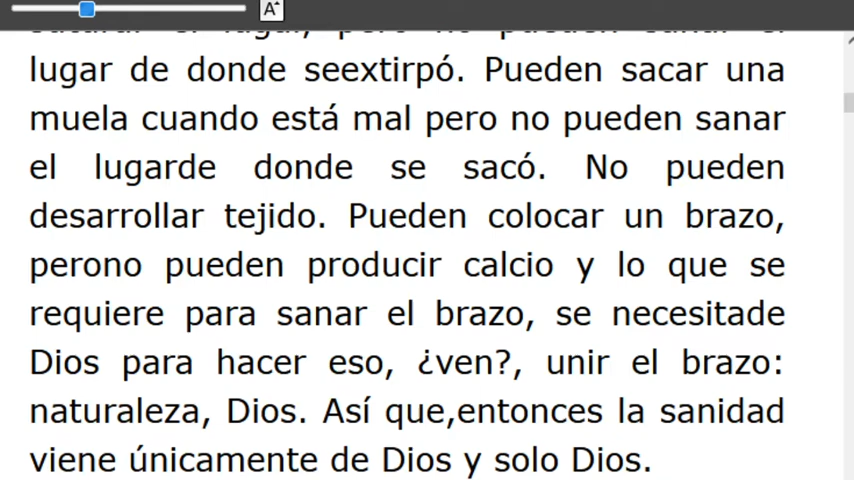 A
lugar de donde seextirpó. Pueden sacar una
muela cuando está mal pero no pueden sanar
el lugarde donde se sacó. No pueden
desarrollar tejido. Pueden colocar un brazo,
perono pueden producir calcio y lo que se
requiere para sanar el brazo, se necesitade
Dios para hacer eso, ¿ven?, unir el brazo:
naturaleza, Dios. Así que,entonces la sanidad
viene únicamente de Dios y solo Dios.